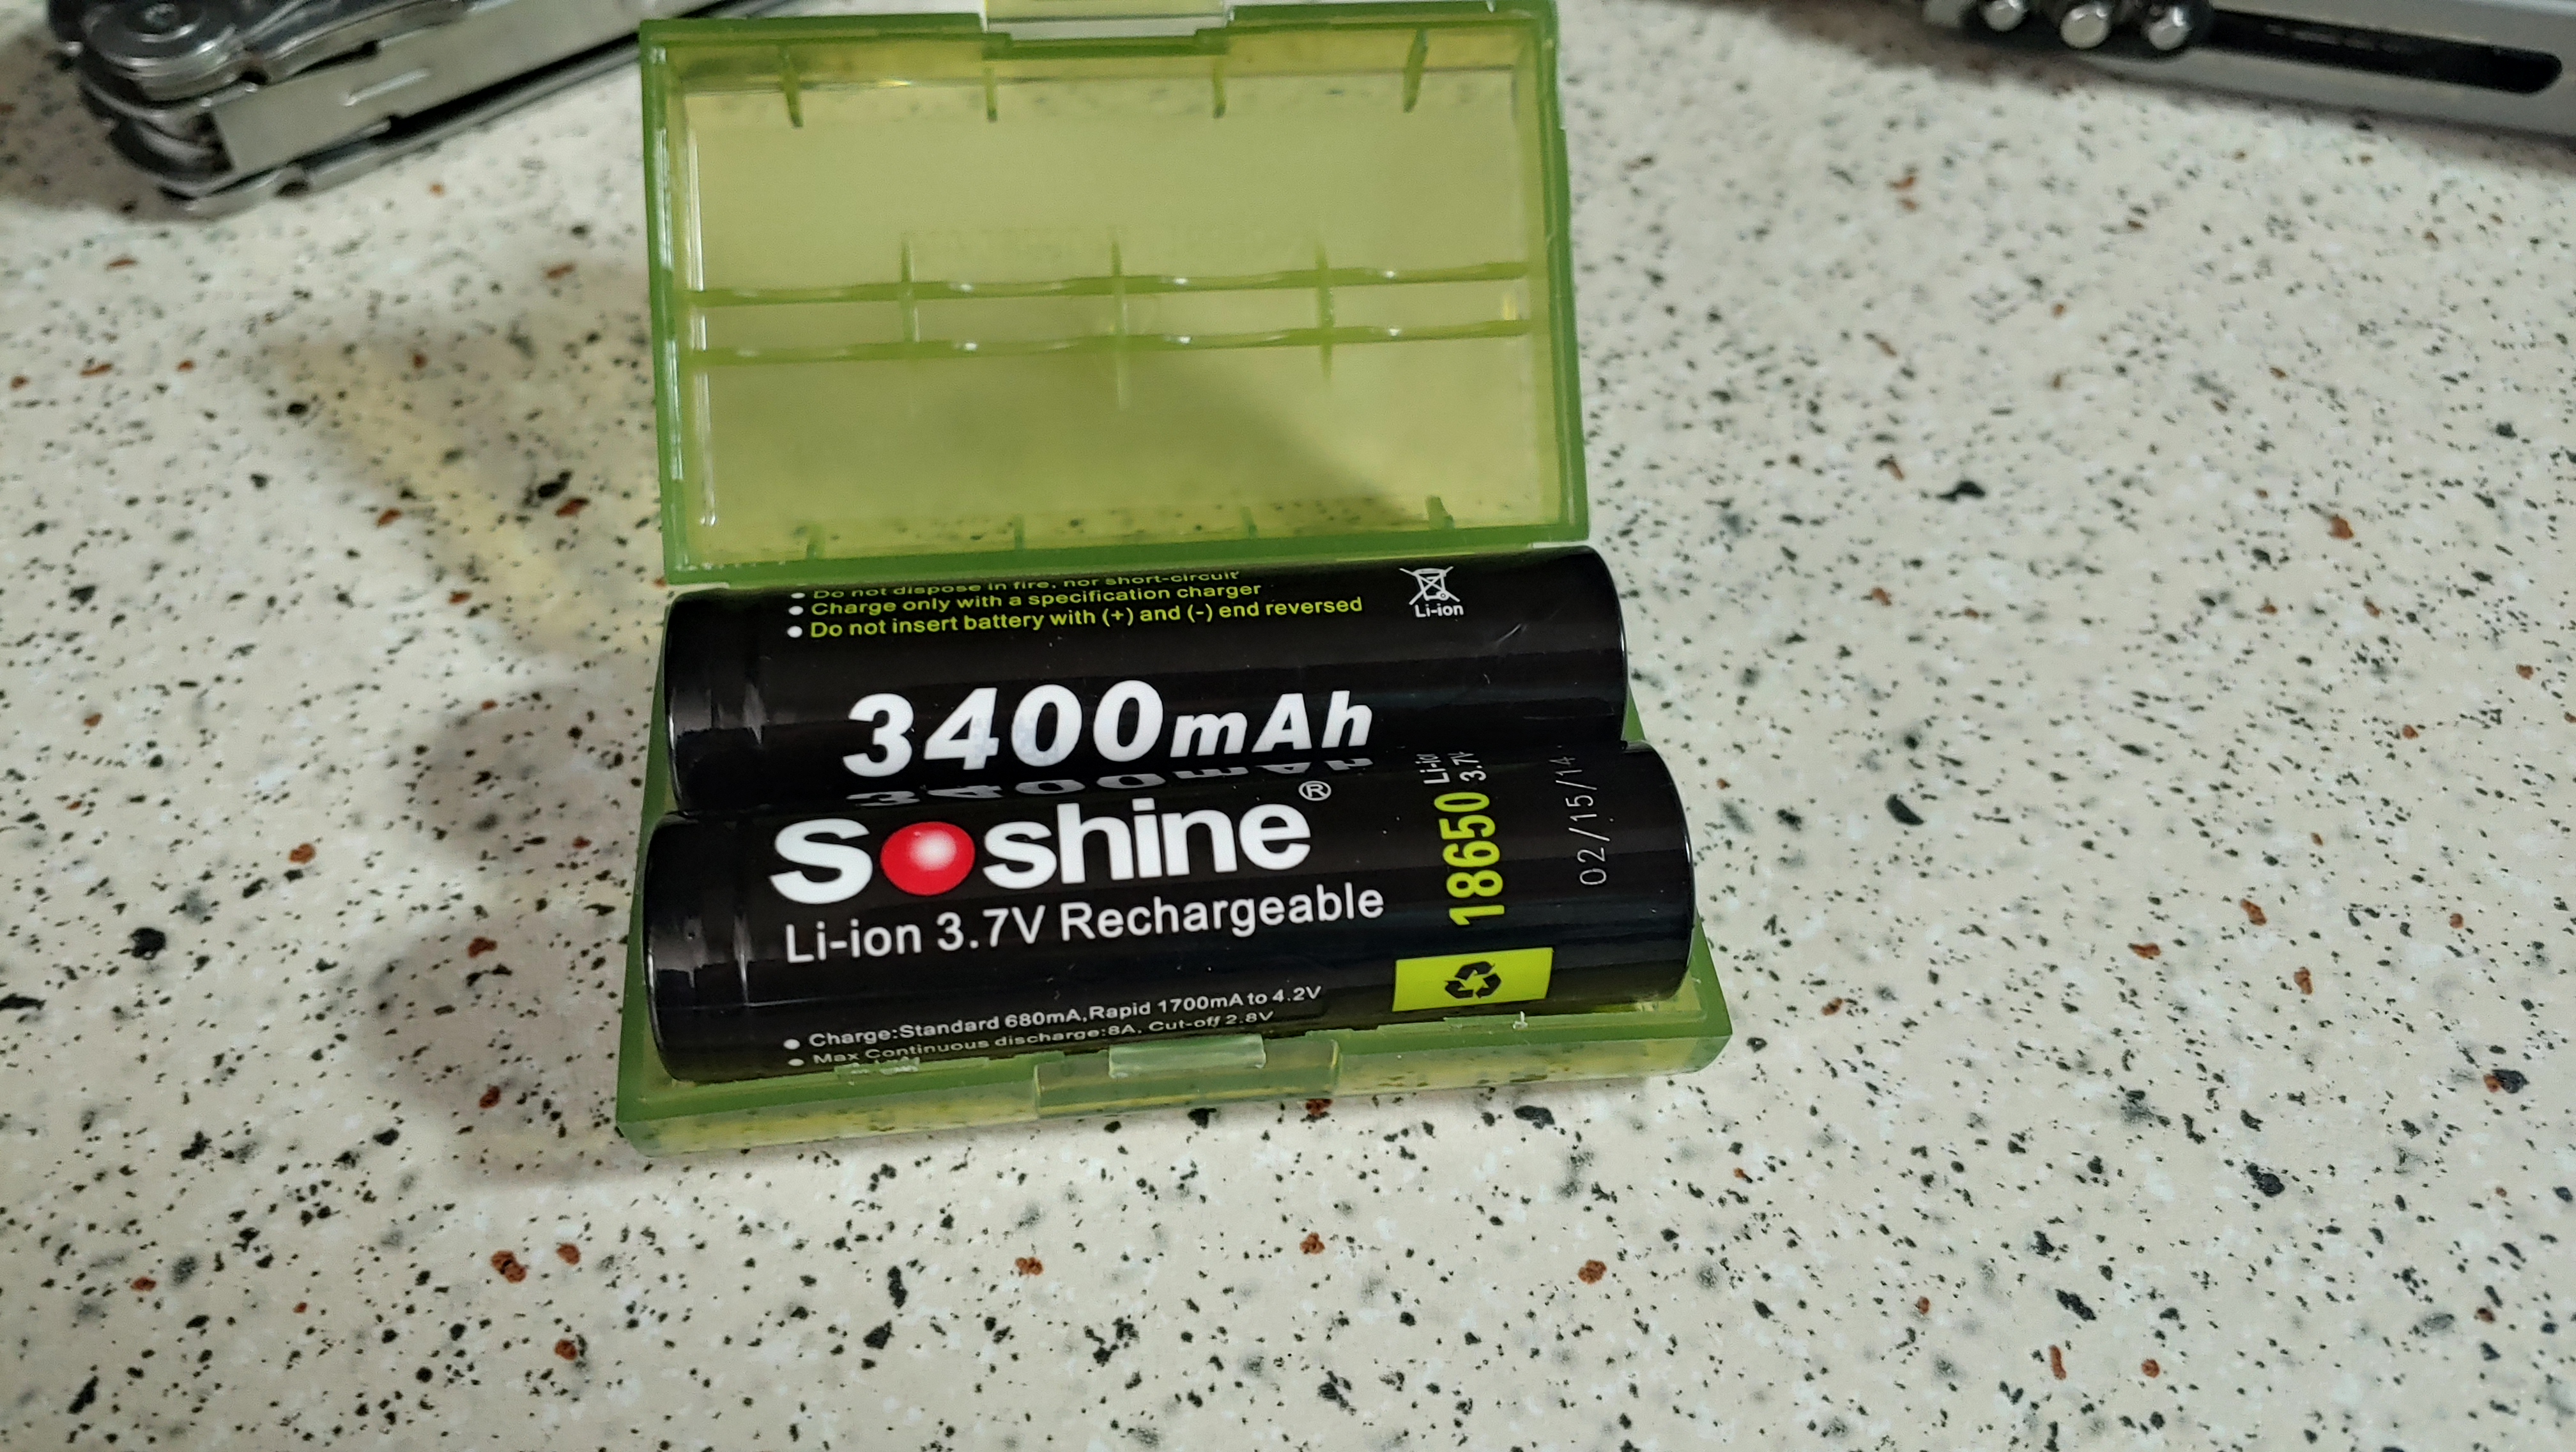 Do not dispose in fire, nor short-circuit
Charge only with a specification charger
Do not insert battery with (+) and (-) end reversed
Li-ion
3400mAh
Soshine®
Li-ion 3.7V Rechargeable
18650 Li-ion
3.7V
02/15/14
Charge:Standard 680mA,Rapid 1700mA to 4.2V
Max Continuous discharge:8A, Cut-off 2.8V